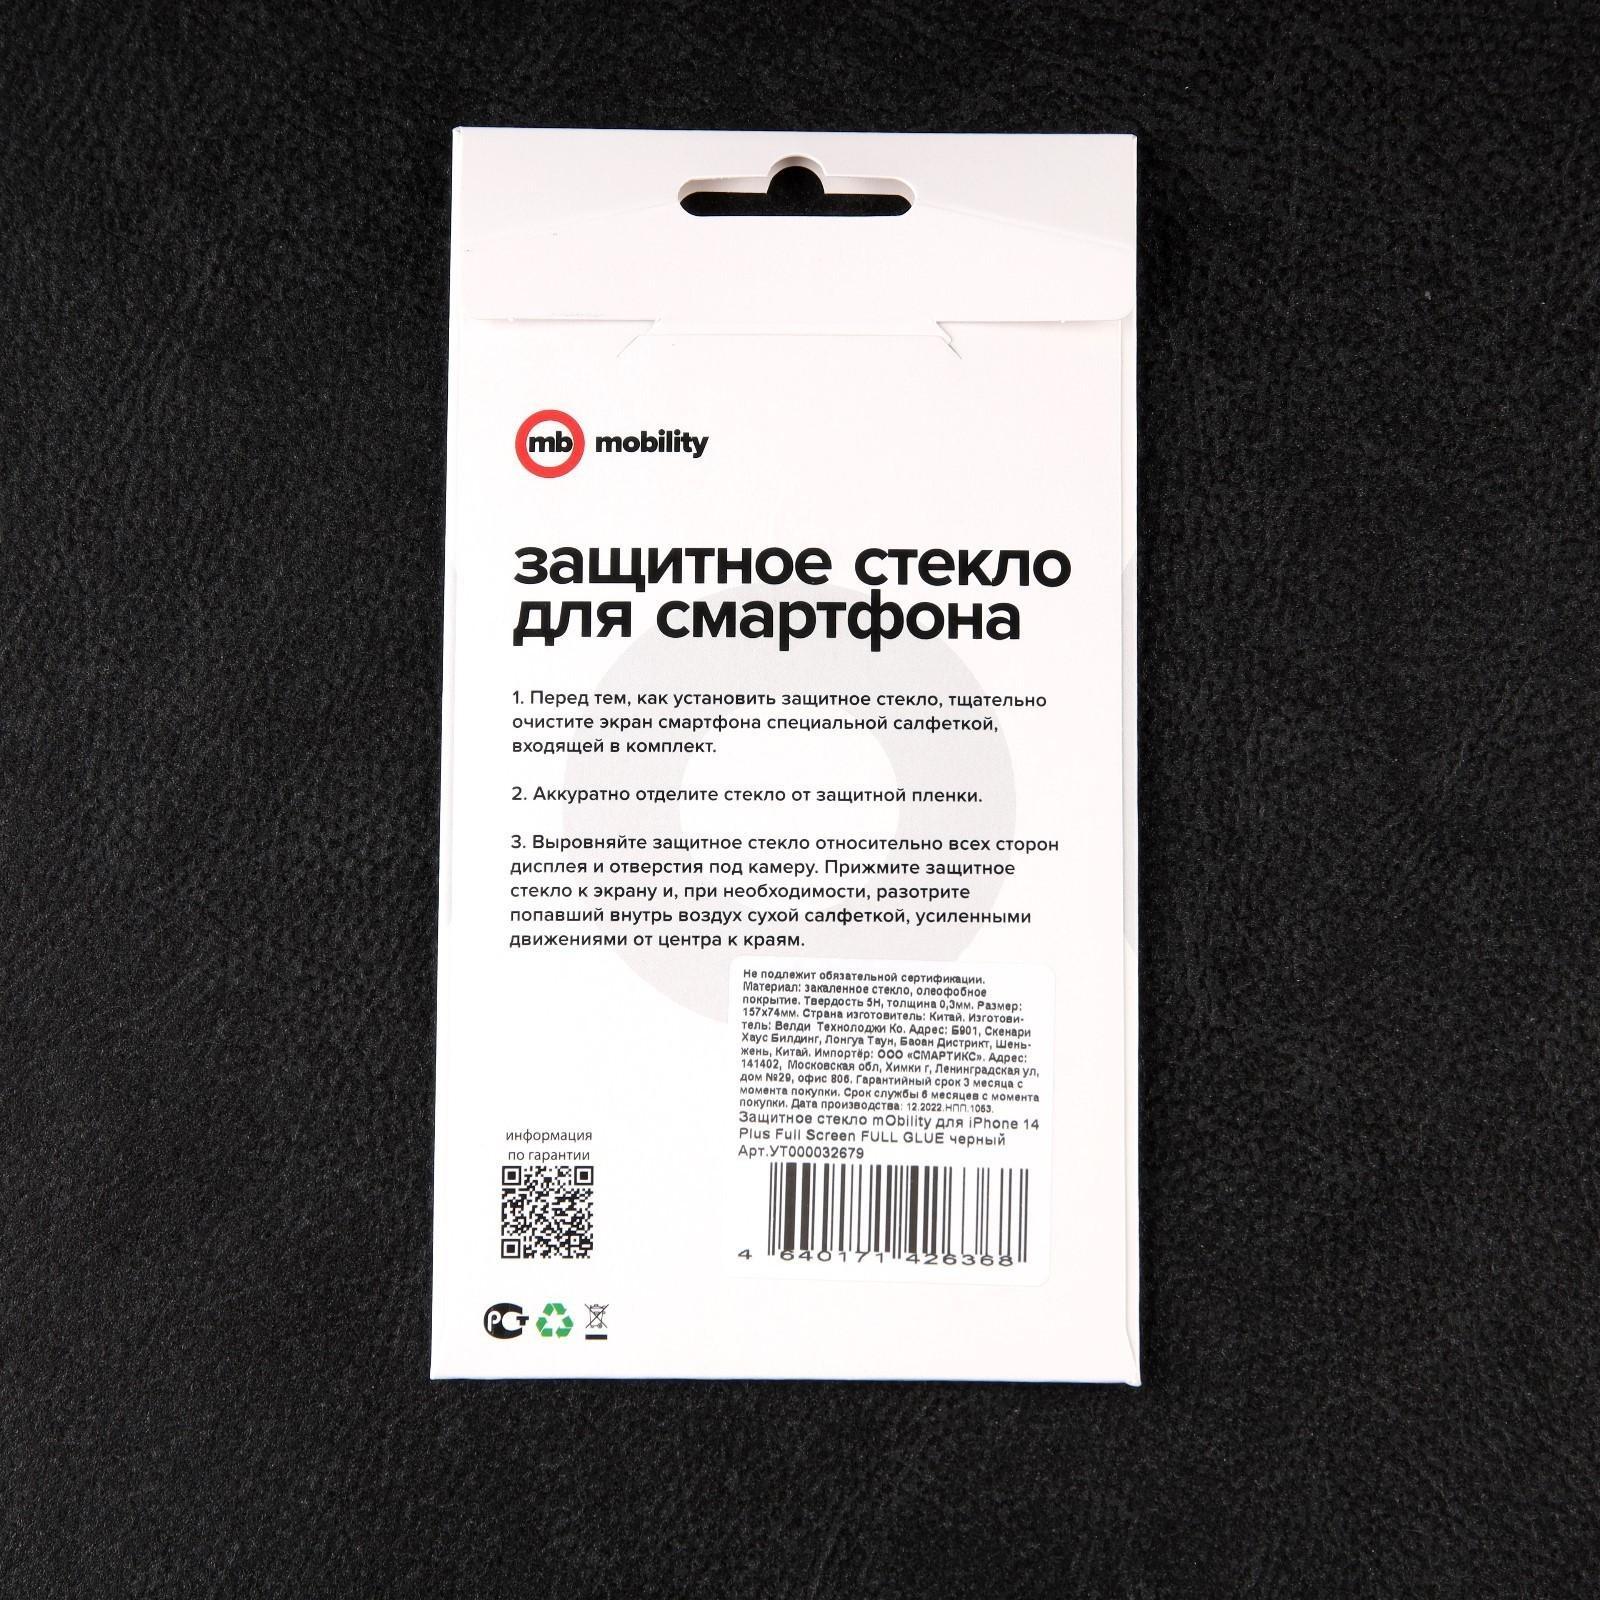 mb mobility
защитное стекло
для смартфона
1. Перед тем, как установить защитное стекло, тщательно
очистите экран смартфона специальной салфеткой,
входящей в комплект.
2. Аккуратно отделите стекло от защитной пленки.
3. Выровняйте защитное стекло относительно всех сторон
дисплея и отверстия под камеру. Прижмите защитное
стекло к экрану и, при необходимости, разотрите
попавший внутрь воздух сухой салфеткой, усиленными
движениями от центра к краям.
Не подлежит обязательной сертификации.
Материал: закаленное стекло, олеофобное
покрытие. Твердость 5H, толщина 0,3мм. Размер:
157x74мм. Страна изготовитель: Китай. Изготови-
тель: Велди Технолоджи Ко. Адрес: Б901, Скенари
Хаус Билдинг, Лонгуа Таун, Баоан Дистрикт, Шень-
жень, Китай. Импортёр: ООО «СМАРТИКС». Адрес:
141402, Московская обл, Химки г, Ленинградская ул,
дом №29, офис 806. Гарантийный срок 3 месяца с
момента покупки. Срок службы 6 месяцев с момента
покупки. Дата производства: 12.2022.НПП.1053.
Защитное стекло mObility для iPhone 14
Plus Full Screen FULL GLUE черный
Арт.УТ000032679
4 640171 426368
информация
по гарантии
РСТ